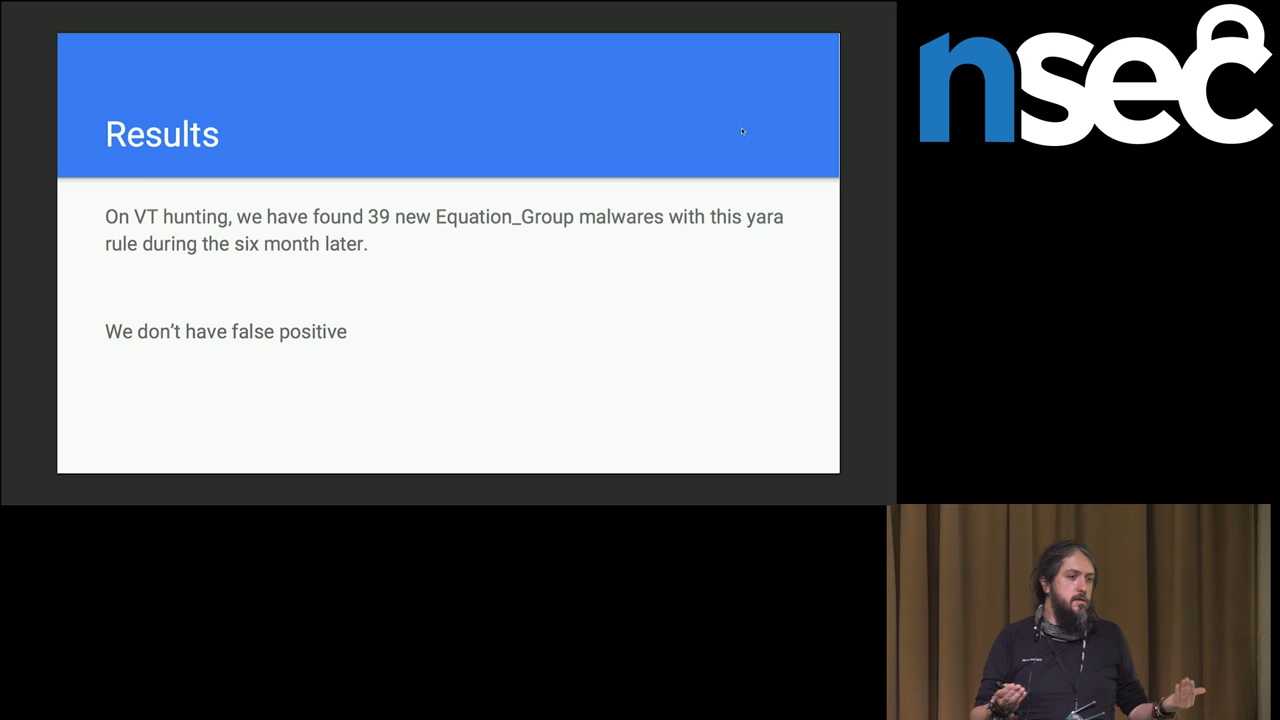 Results
On VT hunting, we have found 39 new Equation_Group malwares with this yara
rule during the six month later.
We don’t have false positive
nsec